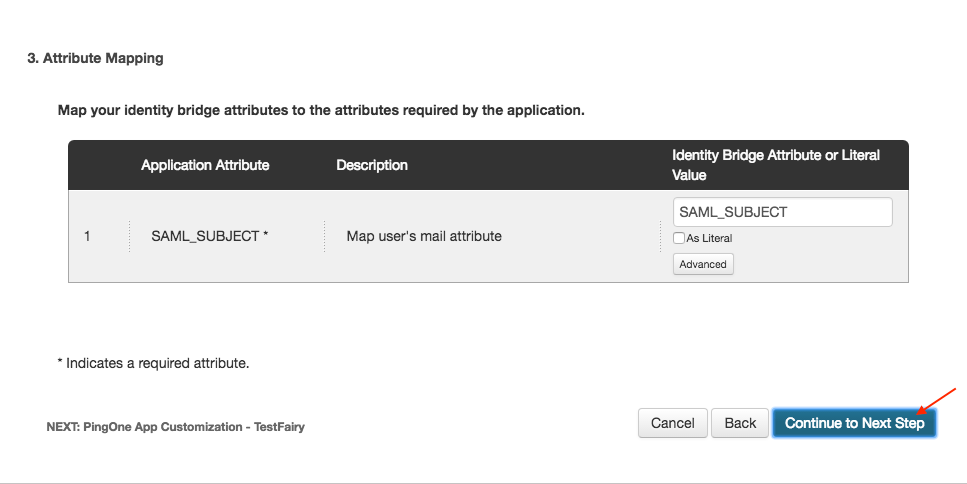 3. Attribute Mapping
Map your identity bridge attributes to the attributes required by the application.
Application Attribute
Description
Identity Bridge Attribute or Literal
Value
1
SAML_SUBJECT *
Map user's mail attribute
SAML_SUBJECT
As Literal
Advanced
* Indicates a required attribute.
NEXT: PingOne App Customization - TestFairy
Cancel
Back
Continue to Next Step